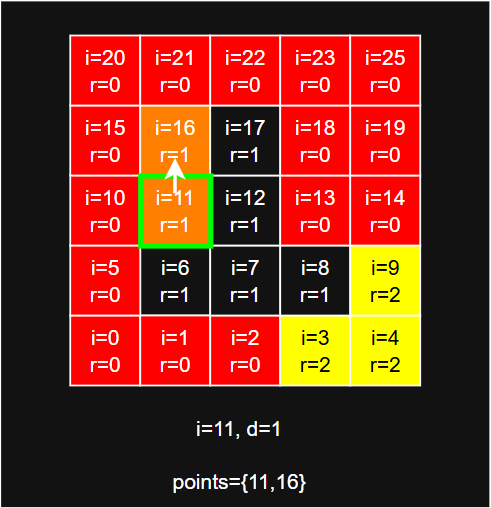 i=20 i=21 i=22 i=23 i=25
r=0 r=0 r=0 r=0 r=0
i=15 i=16 i=17 i=18 i=19
r=0 r=1 r=1 r=0 r=0
i=10 i=11 i=12 i=13 i=14
r=0 r=1 r=1 r=0 r=0
i=5 i=6 i=7 i=8 i=9
r=0 r=1 r=1 r=1 r=2
i=0 i=1 i=2 i=3 i=4
r=0 r=0 r=0 r=2 r=2
i=11, d=1
points={11,16}